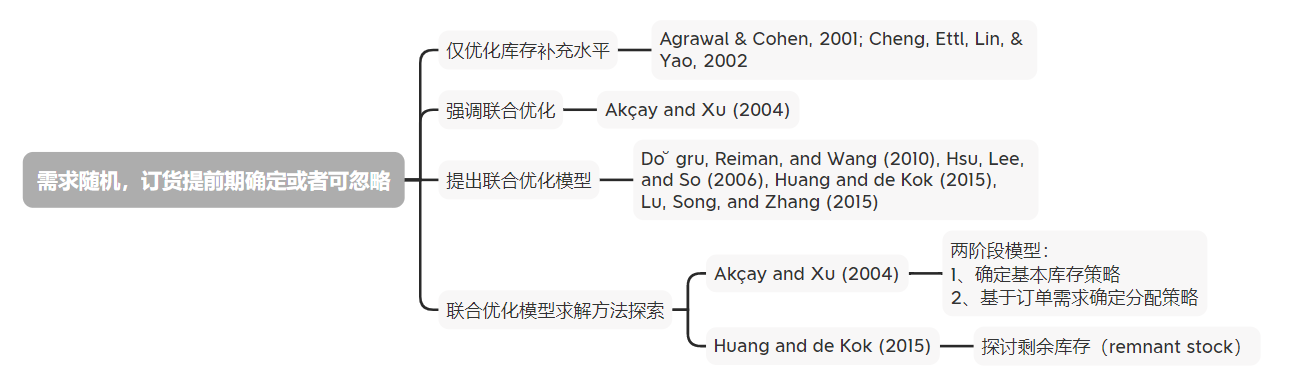 需求随机，订货提前期确定或者可忽略
仅优化库存补充水平
Agrawal & Cohen, 2001; Cheng, Ettl, Lin, &
Yao, 2002
强调联合优化
Akçay and Xu (2004)
提出联合优化模型
Do˘ gru, Reiman, and Wang (2010), Hsu, Lee,
and So (2006), Huang and de Kok (2015),
Lu, Song, and Zhang (2015)
联合优化模型求解方法探索
Akçay and Xu (2004)
两阶段模型：
1、确定基本库存策略
2、基于订单需求确定分配策略
Huang and de Kok (2015)
探讨剩余库存（remnant stock）